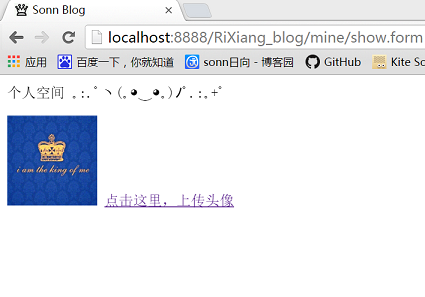 Sonn Blog
localhost:8888/RiXiang_blog/mine/show.form
应用 百度一下，你就知道 sonn日向 - 博客园 GitHub Kite So
个人空间 ｡:.ﾟヽ(｡◕‿◕｡)ﾉﾟ.:｡+ﾟ
i am the king of me
点击这里，上传头像